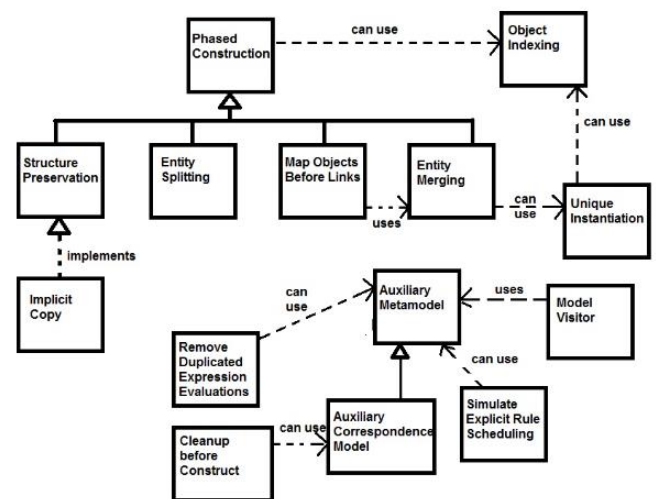 Phased
Construction
can use
Object
Indexing
can use
Structure
Preservation
Entity
Splitting
Map Objects
Before Links
Entity
Merging
uses
can
use
Unique
Instantiation
implements
Implicit
Copy
can
use
Auxiliary
Metamodel
uses
Model
Visitor
Remove
Duplicated
Expression
Evaluations
can use
Simulate
Explicit Rule
Scheduling
Cleanup
before
Construct
can use
Auxiliary
Correspondence
Model